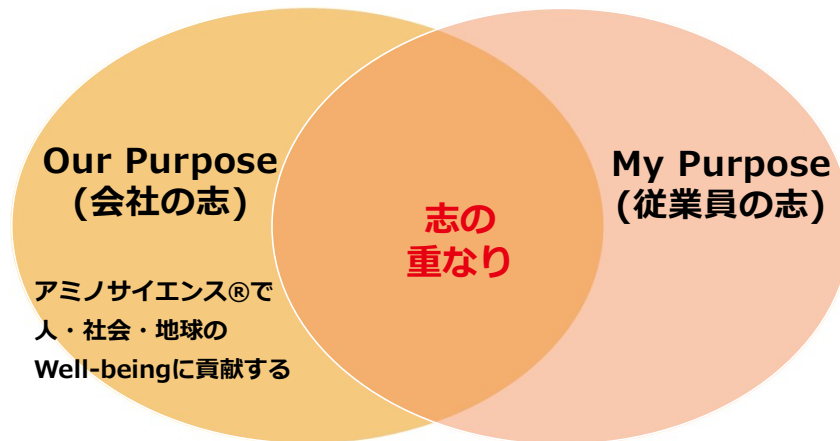 Our Purpose
(会社の志)
アミノサイエンス®で
人・社会・地球の
Well-beingに貢献する
志の
重なり
My Purpose
(従業員の志)